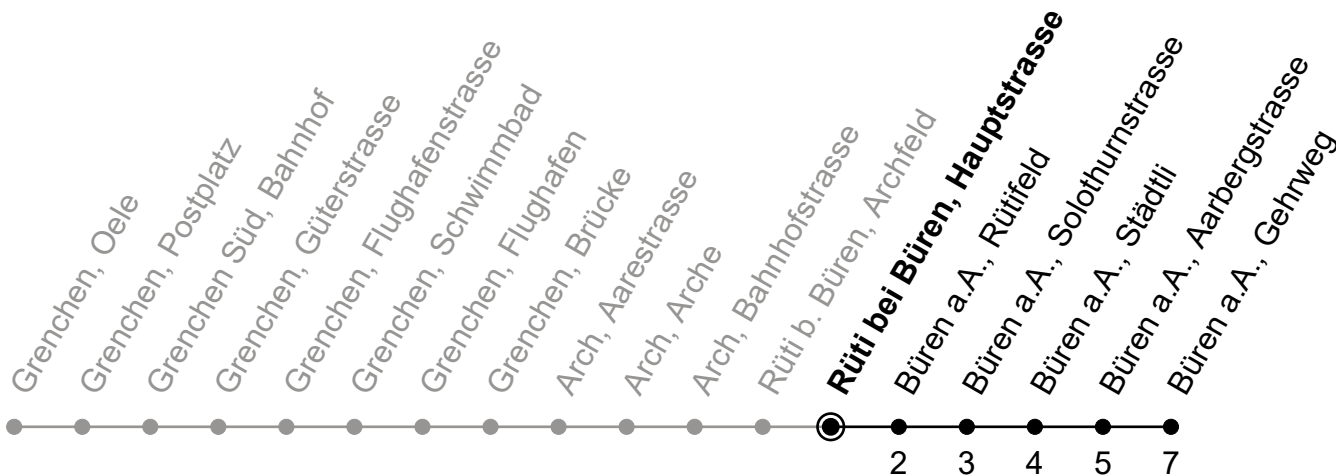 Grenchen, Oele
Grenchen, Postplatz
Grenchen Süd, Bahnhof
Grenchen, Güterstrasse
Grenchen, Flughafenstrasse
Grenchen, Schwimmbad
Grenchen, Flughafen
Grenchen, Brücke
Arch, Aarestrasse
Arch, Arche
Arch, Bahnhofstrasse
Rüti b. Büren, Archfeld
Rüti bei Büren, Hauptstrasse
Büren a.A., Rütifeld
Büren a.A., Solothurnstrasse
Büren a.A., Städtli
Büren a.A., Aarbergstrasse
Büren a.A., Gehrweg
2 3 4 5 7